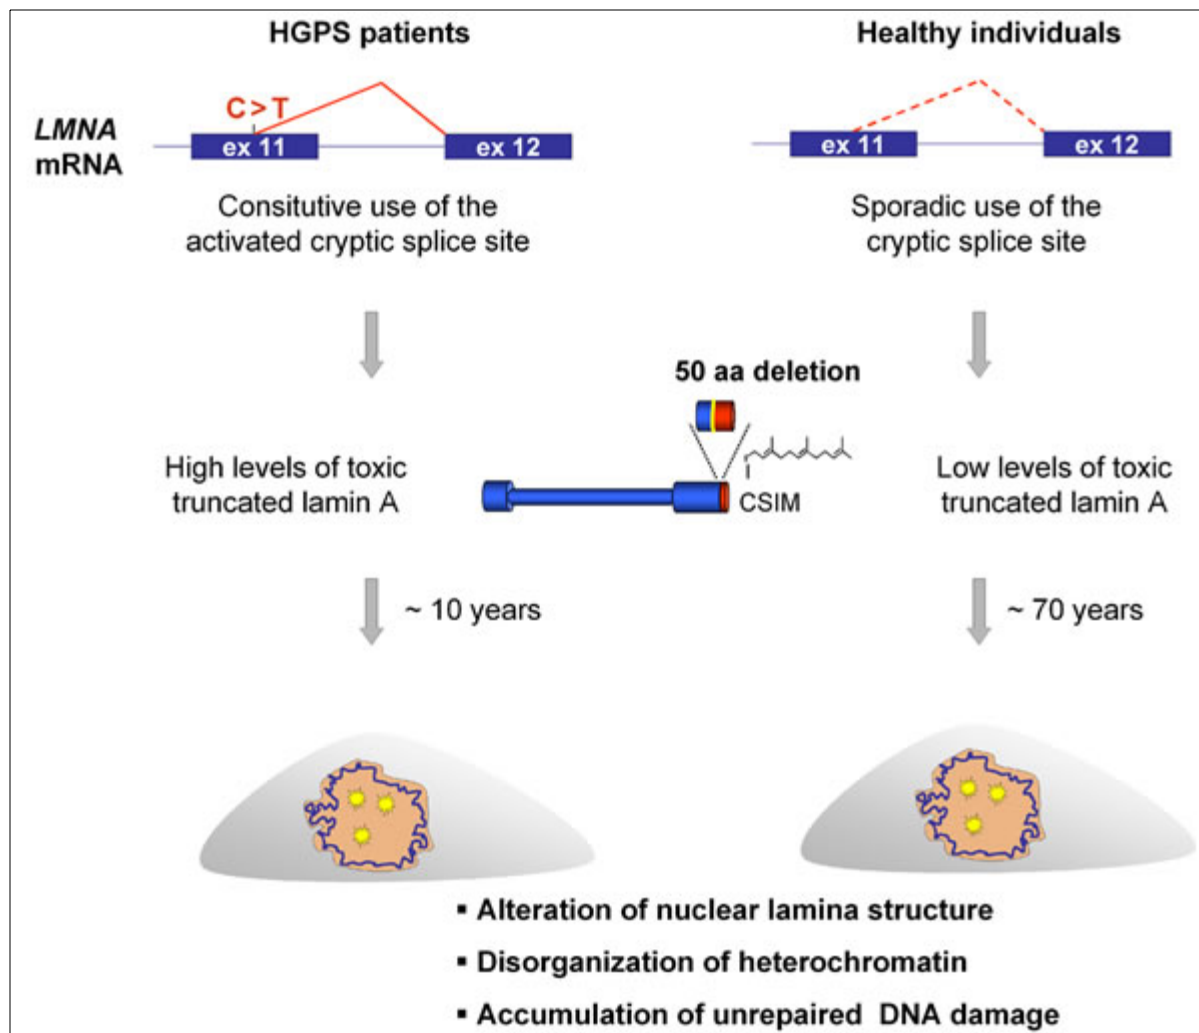 HGPS patients
Healthy individuals
C > T
LMNA
mRNA
ex 11
ex 12
ex 11
ex 12
Consitutive use of the
activated cryptic splice site
Sporadic use of the
cryptic splice site
50 aa deletion
High levels of toxic
truncated lamin A
CSIM
Low levels of toxic
truncated lamin A
~ 10 years
~ 70 years
▪ Alteration of nuclear lamina structure
▪ Disorganization of heterochromatin
▪ Accumulation of unrepaired DNA damage